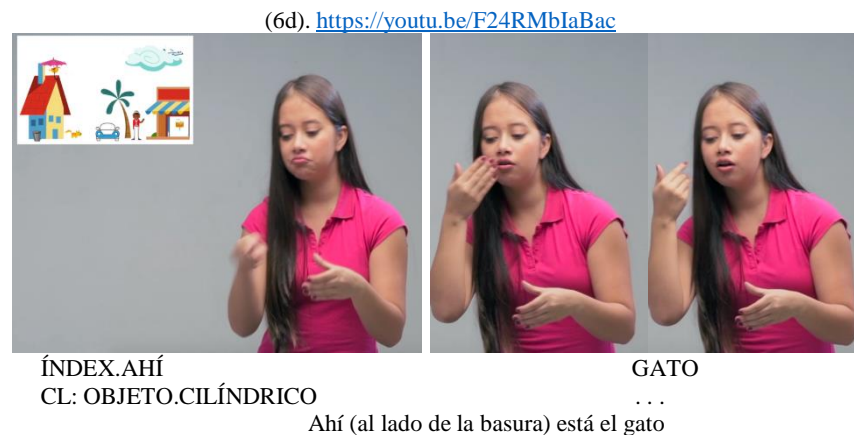 (6d). https://youtu.be/F24RMbIaBac
ÍNDEX.AHÍ GATO
CL: OBJETO.CILÍNDRICO . . .
Ahí (al lado de la basura) está el gato